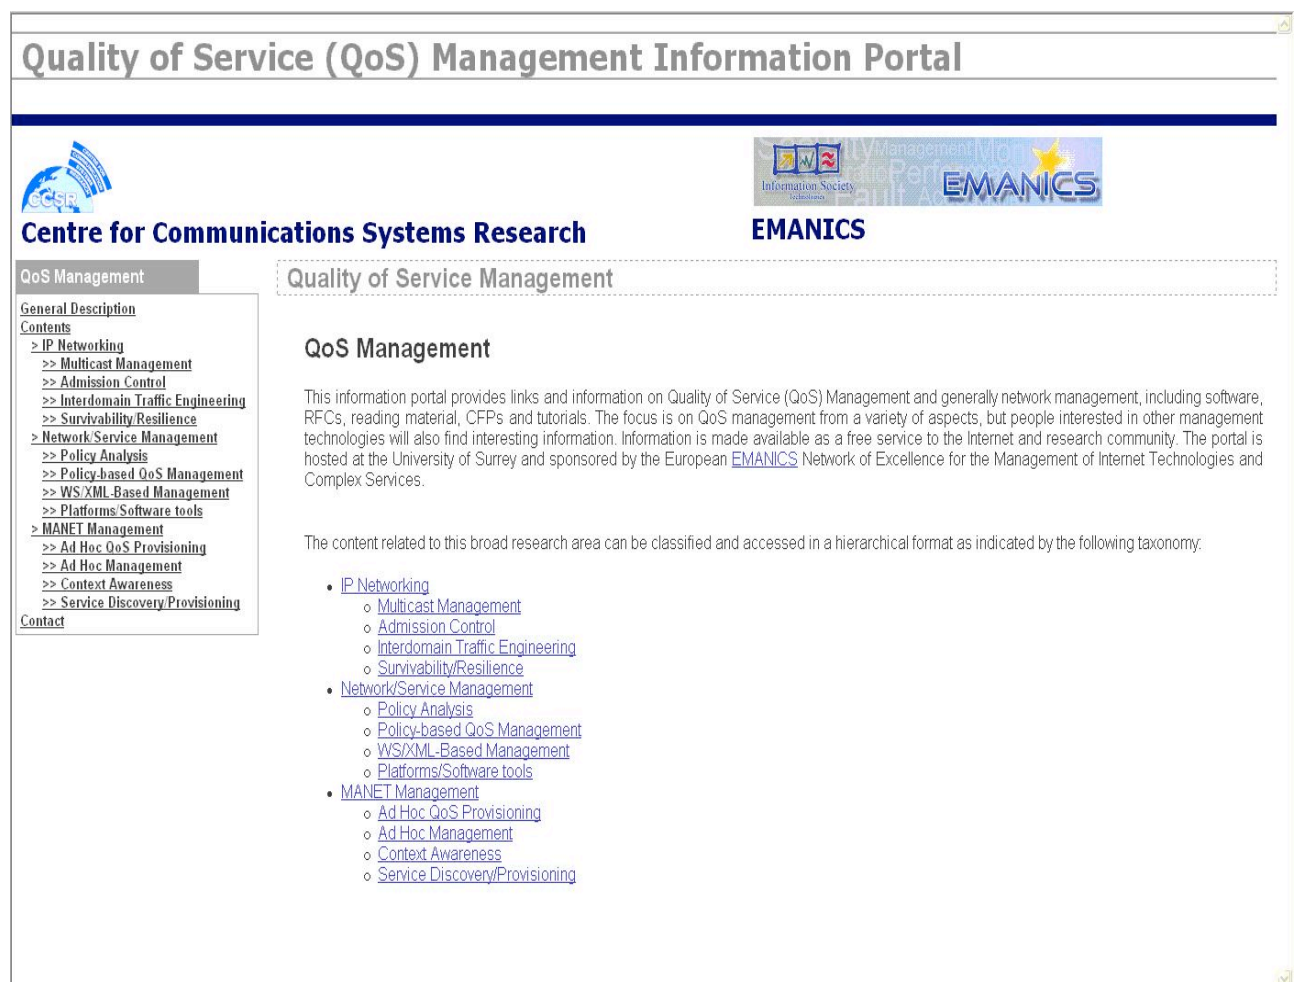 Quality of Service (QoS) Management Information Portal
CCSR
Information Society
Technologies
Management
EMANICS
Centre for Communications Systems Research
EMANICS
QoS Management
General Description
Contents
> IP Networking
>> Multicast Management
>> Admission Control
>> Interdomain Traffic Engineering
>> Survivability/Resilience
> Network/Service Management
>> Policy Analysis
>> Policy-based QoS Management
>> WS/XML-Based Management
>> Platforms/Software tools
> MANET Management
>> Ad Hoc QoS Provisioning
>> Ad Hoc Management
>> Context Awareness
>> Service Discovery/Provisioning
Contact
Quality of Service Management
QoS Management
This information portal provides links and information on Quality of Service (QoS) Management and generally network management, including software,
RFCs, reading material, CFPs and tutorials. The focus is on QoS management from a variety of aspects, but people interested in other management
technologies will also find interesting information. Information is made available as a free service to the Internet and research community. The portal is
hosted at the University of Surrey and sponsored by the European EMANICS Network of Excellence for the Management of Internet Technologies and
Complex Services.
The content related to this broad research area can be classified and accessed in a hierarchical format as indicated by the following taxonomy:
• IP Networking
o Multicast Management
o Admission Control
o Interdomain Traffic Engineering
o Survivability/Resilience
• Network/Service Management
o Policy Analysis
o Policy-based QoS Management
o WS/XML-Based Management
o Platforms/Software tools
• MANET Management
o Ad Hoc QoS Provisioning
o Ad Hoc Management
o Context Awareness
o Service Discovery/Provisioning